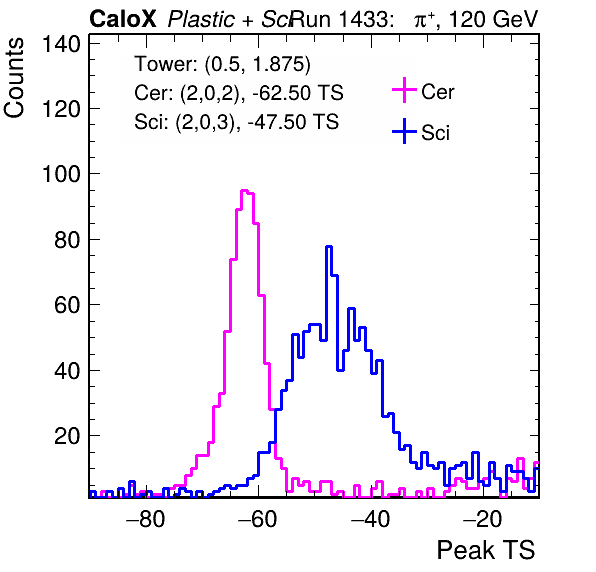 CaloX Plastic + Sci Run 1433: π⁺, 120 GeV
Counts
140
120
100
80
60
40
20
Tower: (0.5, 1.875)
Cer: (2,0,2), -62.50 TS
Sci: (2,0,3), -47.50 TS
Cer
Sci
−80 −60 −40 −20
Peak TS